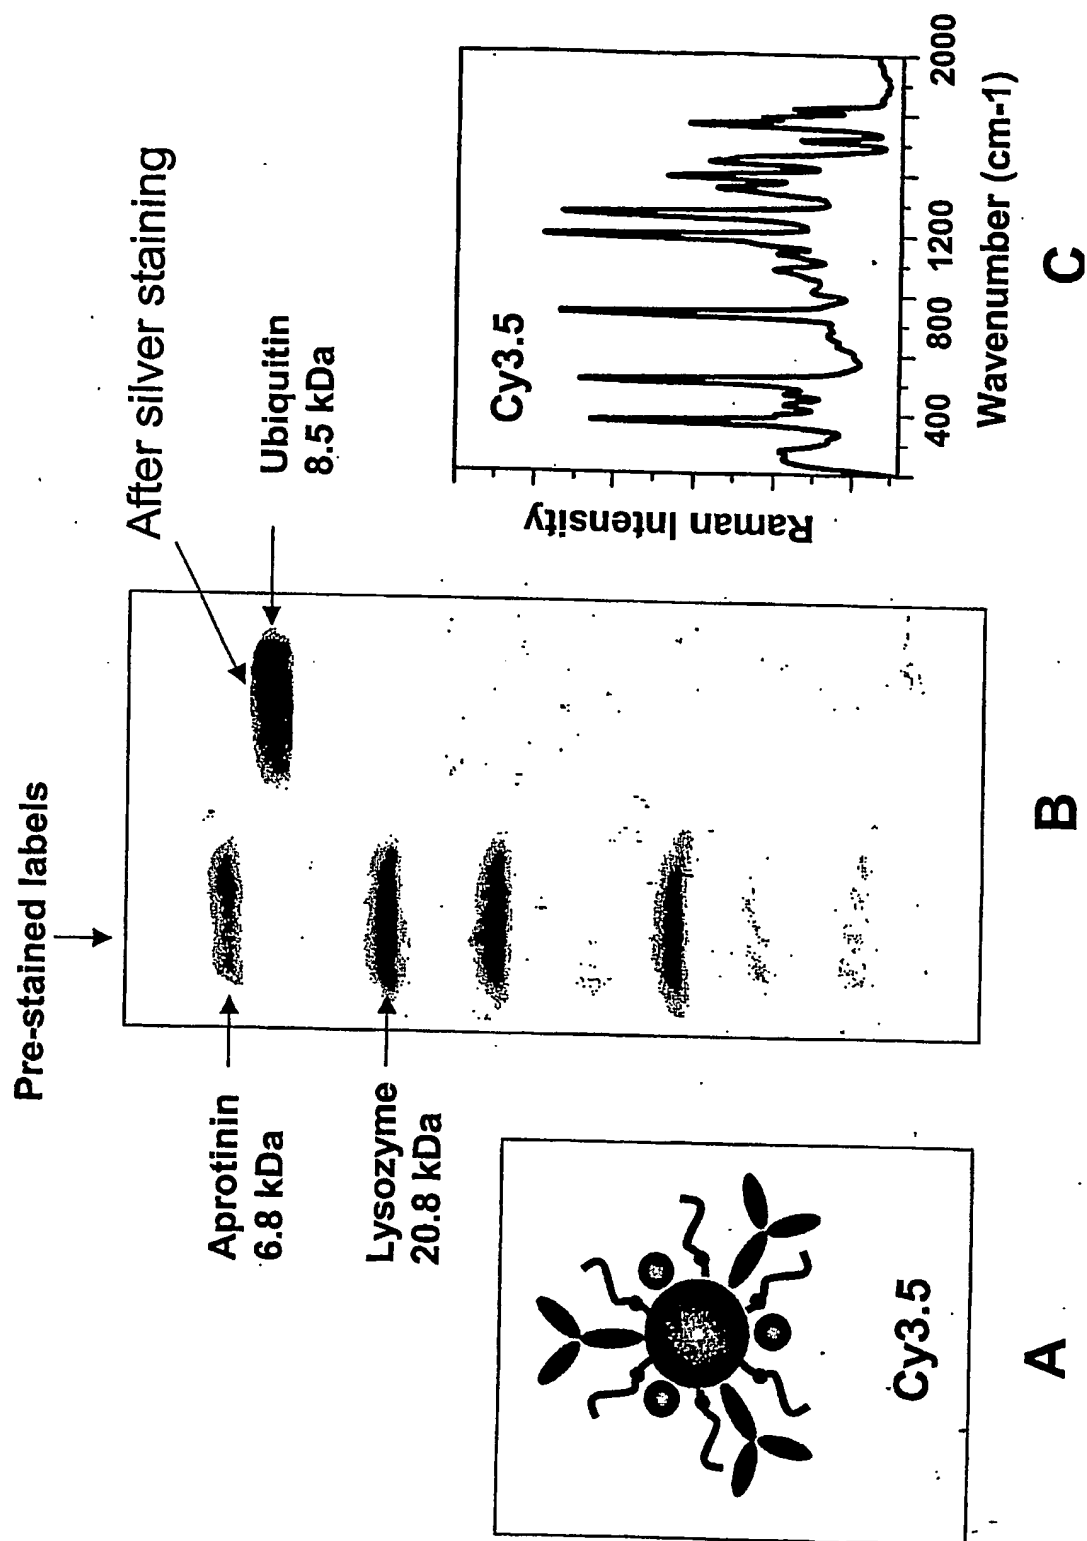 Pre-stained labels
After silver staining
Aprotinin
6.8 kDa
Ubiquitin
8.5 kDa
Lysozyme
20.8 kDa
Cy3.5
A
B
Cy3.5
Raman Intensity
400
800
1200
2000
Wavenumber (cm-1)
C